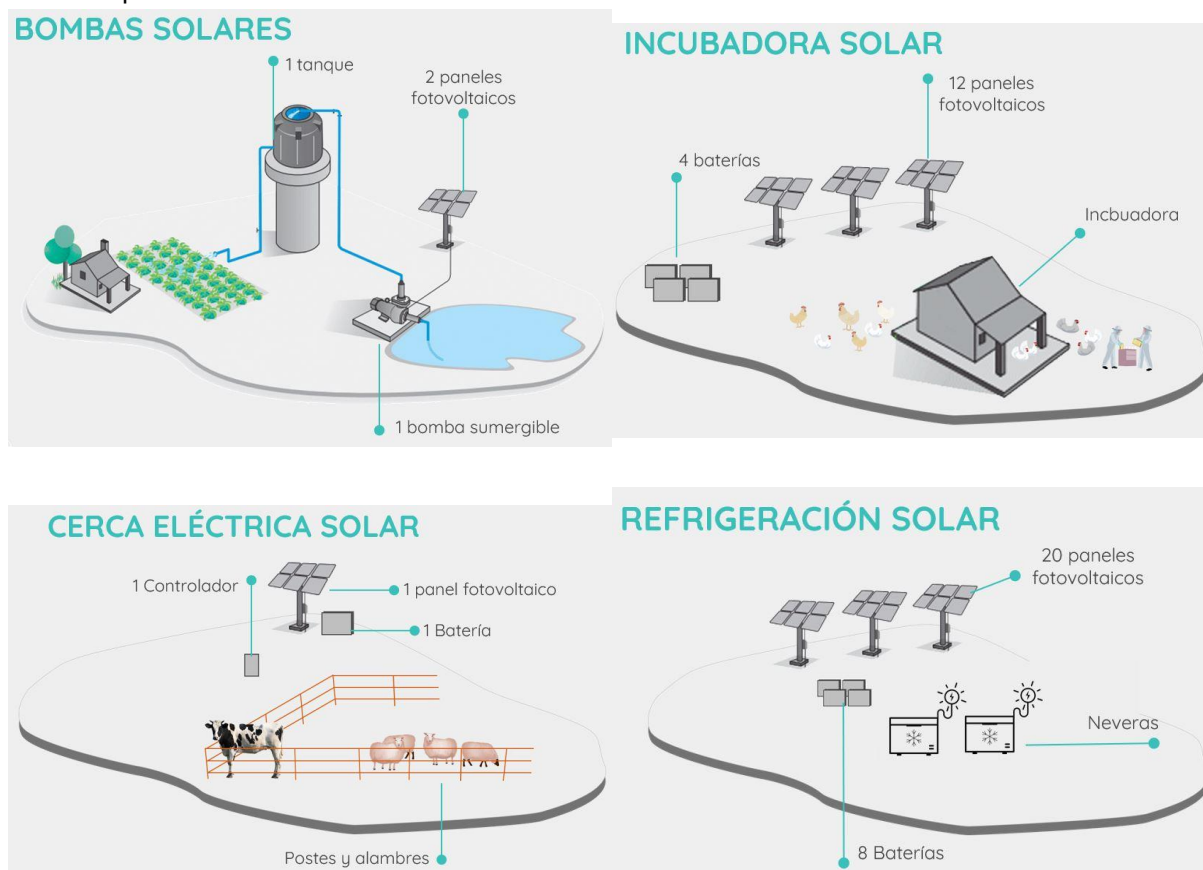 BOMBAS SOLARES
1 tanque
2 paneles
fotovoltaicos
1 bomba sumergible
INCUBADORA SOLAR
12 paneles
fotovoltaicos
4 baterías
Incbuadora
CERCA ELÉCTRICA SOLAR
1 Controlador
1 panel fotovoltaico
1 Batería
Postes y alambres
REFRIGERACIÓN SOLAR
20 paneles
fotovoltaicos
Neveras
8 Baterías